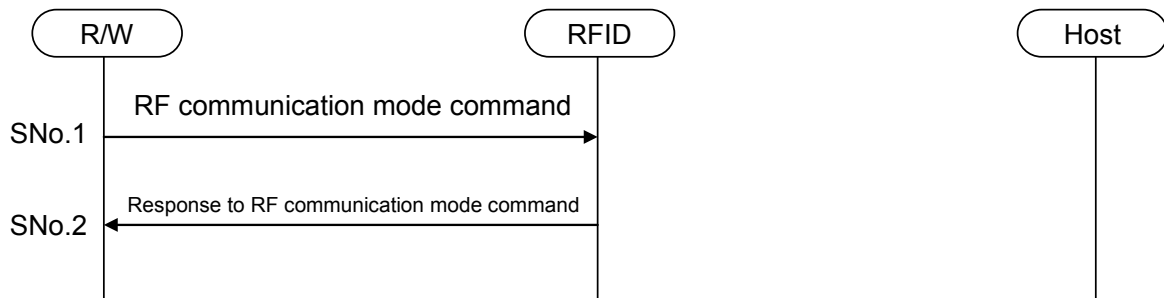 R/W
RFID
Host
RF communication mode command
SNo.1
Response to RF communication mode command
SNo.2